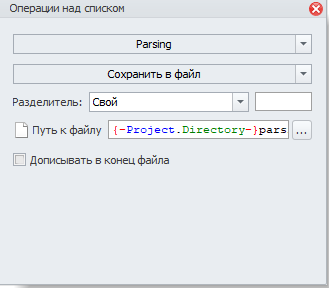 Операции над списком
Parsing
Сохранить в файл
Разделитель: Свой
Путь к файлу {-Project.Directory-}pars ...
Дописывать в конец файла